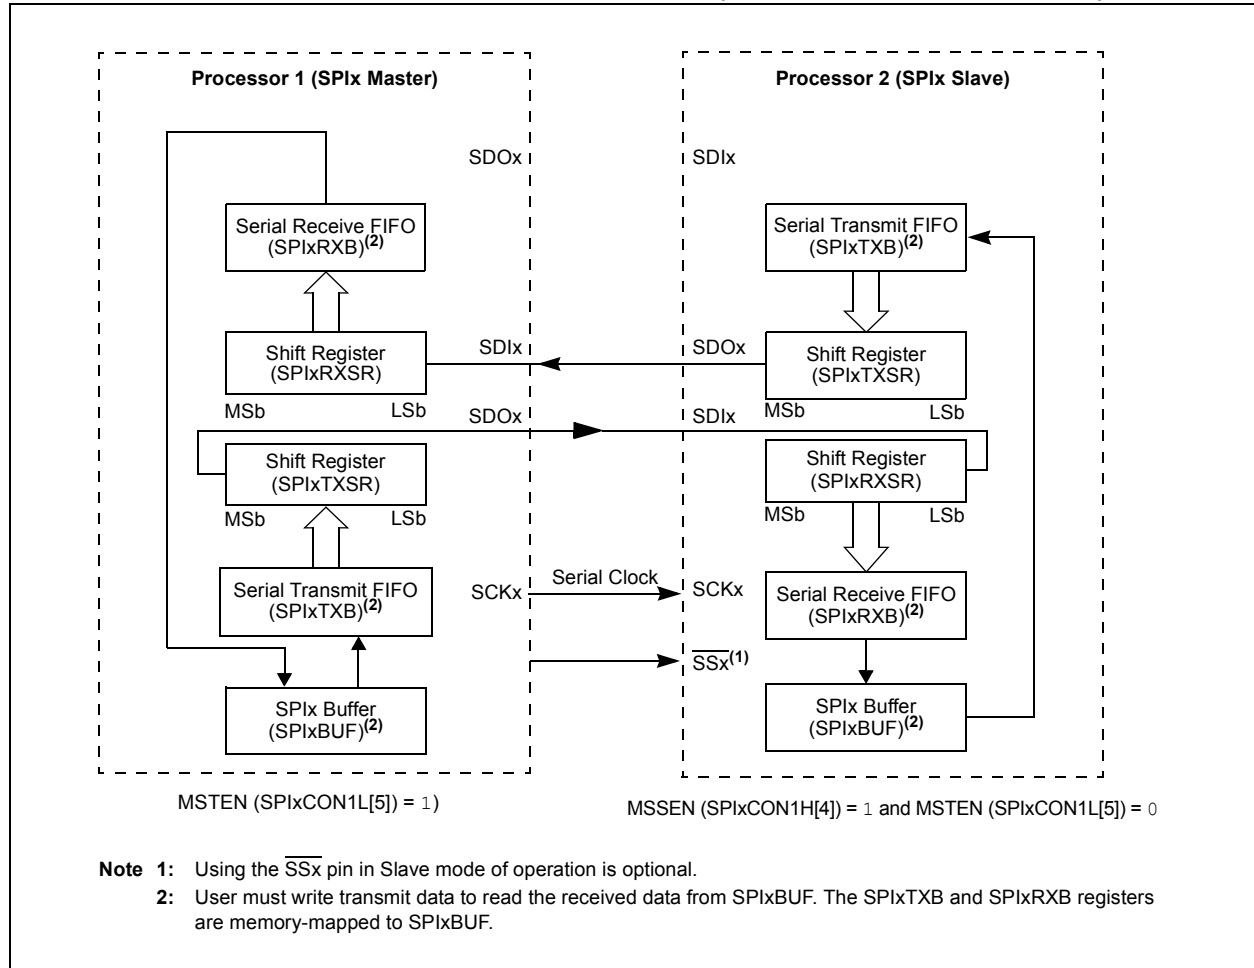 Processor 1 (SPIx Master)
SDOx
Serial Receive FIFO
(SPIxRXB)(2)
Shift Register
(SPIxRXSR)
SDIx
MSb LSb
SDOx
Shift Register
(SPIxTXSR)
MSb LSb
Serial Transmit FIFO
(SPIxTXB)(2)
SCKx
Serial Clock
SPIx Buffer
(SPIxBUF)(2)
MSTEN (SPIxCON1L[5]) = 1)
Processor 2 (SPIx Slave)
SDIx
Serial Transmit FIFO
(SPIxTXB)(2)
SDOx
Shift Register
(SPIxTXSR)
MSb LSb
SDIx
Shift Register
(SPIxRXSR)
MSb LSb
SCKx
Serial Receive FIFO
(SPIxRXB)(2)
SSx(1)
SPIx Buffer
(SPIxBUF)(2)
MSSEN (SPIxCON1H[4]) = 1 and MSTEN (SPIxCON1L[5]) = 0
Note 1: Using the SSx pin in Slave mode of operation is optional.
2: User must write transmit data to read the received data from SPIxBUF. The SPIxTXB and SPIxRXB registers
are memory-mapped to SPIxBUF.